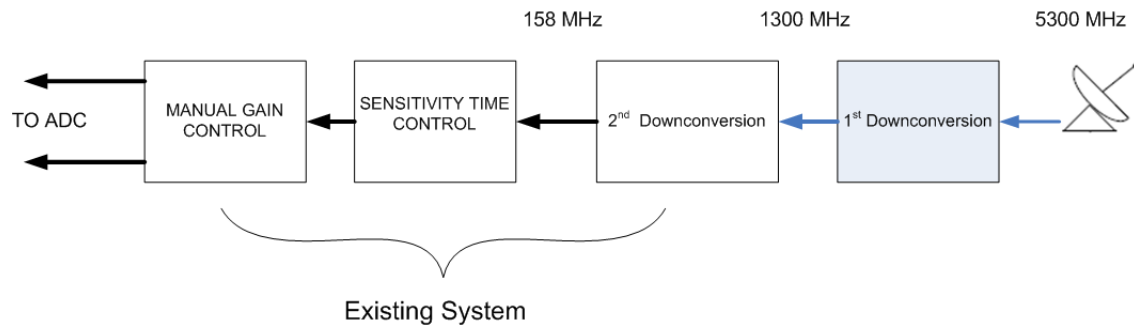 158 MHz
1300 MHz
5300 MHz
TO ADC
MANUAL GAIN
CONTROL
SENSITIVITY TIME
CONTROL
2nd Downconversion
1st Downconversion
Existing System